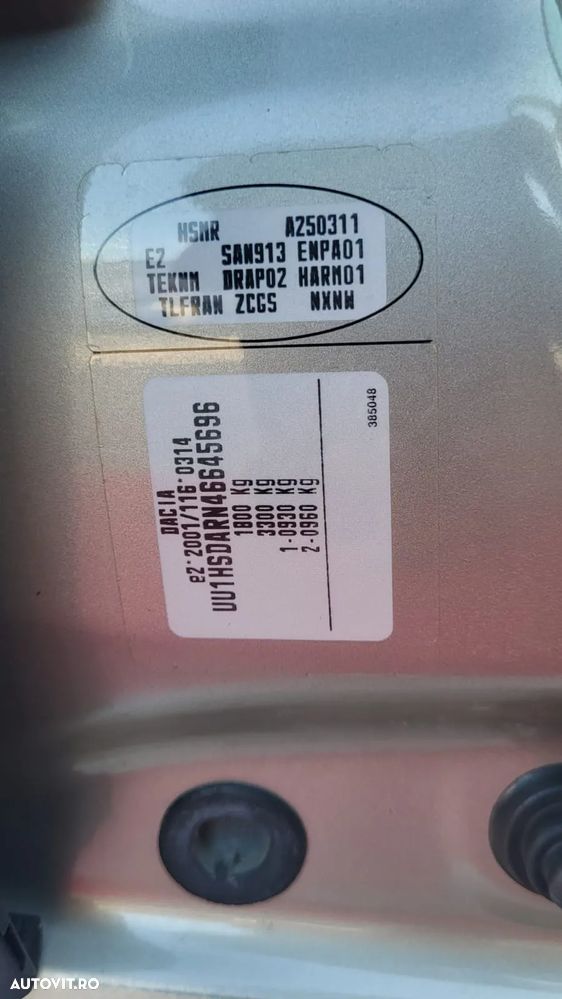 HSMR A250311
E2 SAN913 ENPA01
TEKNM DRAP02 HARM01
TLFRAN ZCGS NXNW
DACIA
e2*2001/116*0314
UU1HSDARN46645696
1800 Kg
3300 Kg
1-0930 Kg
2-0960 Kg
385048
AUTOVIT.RO